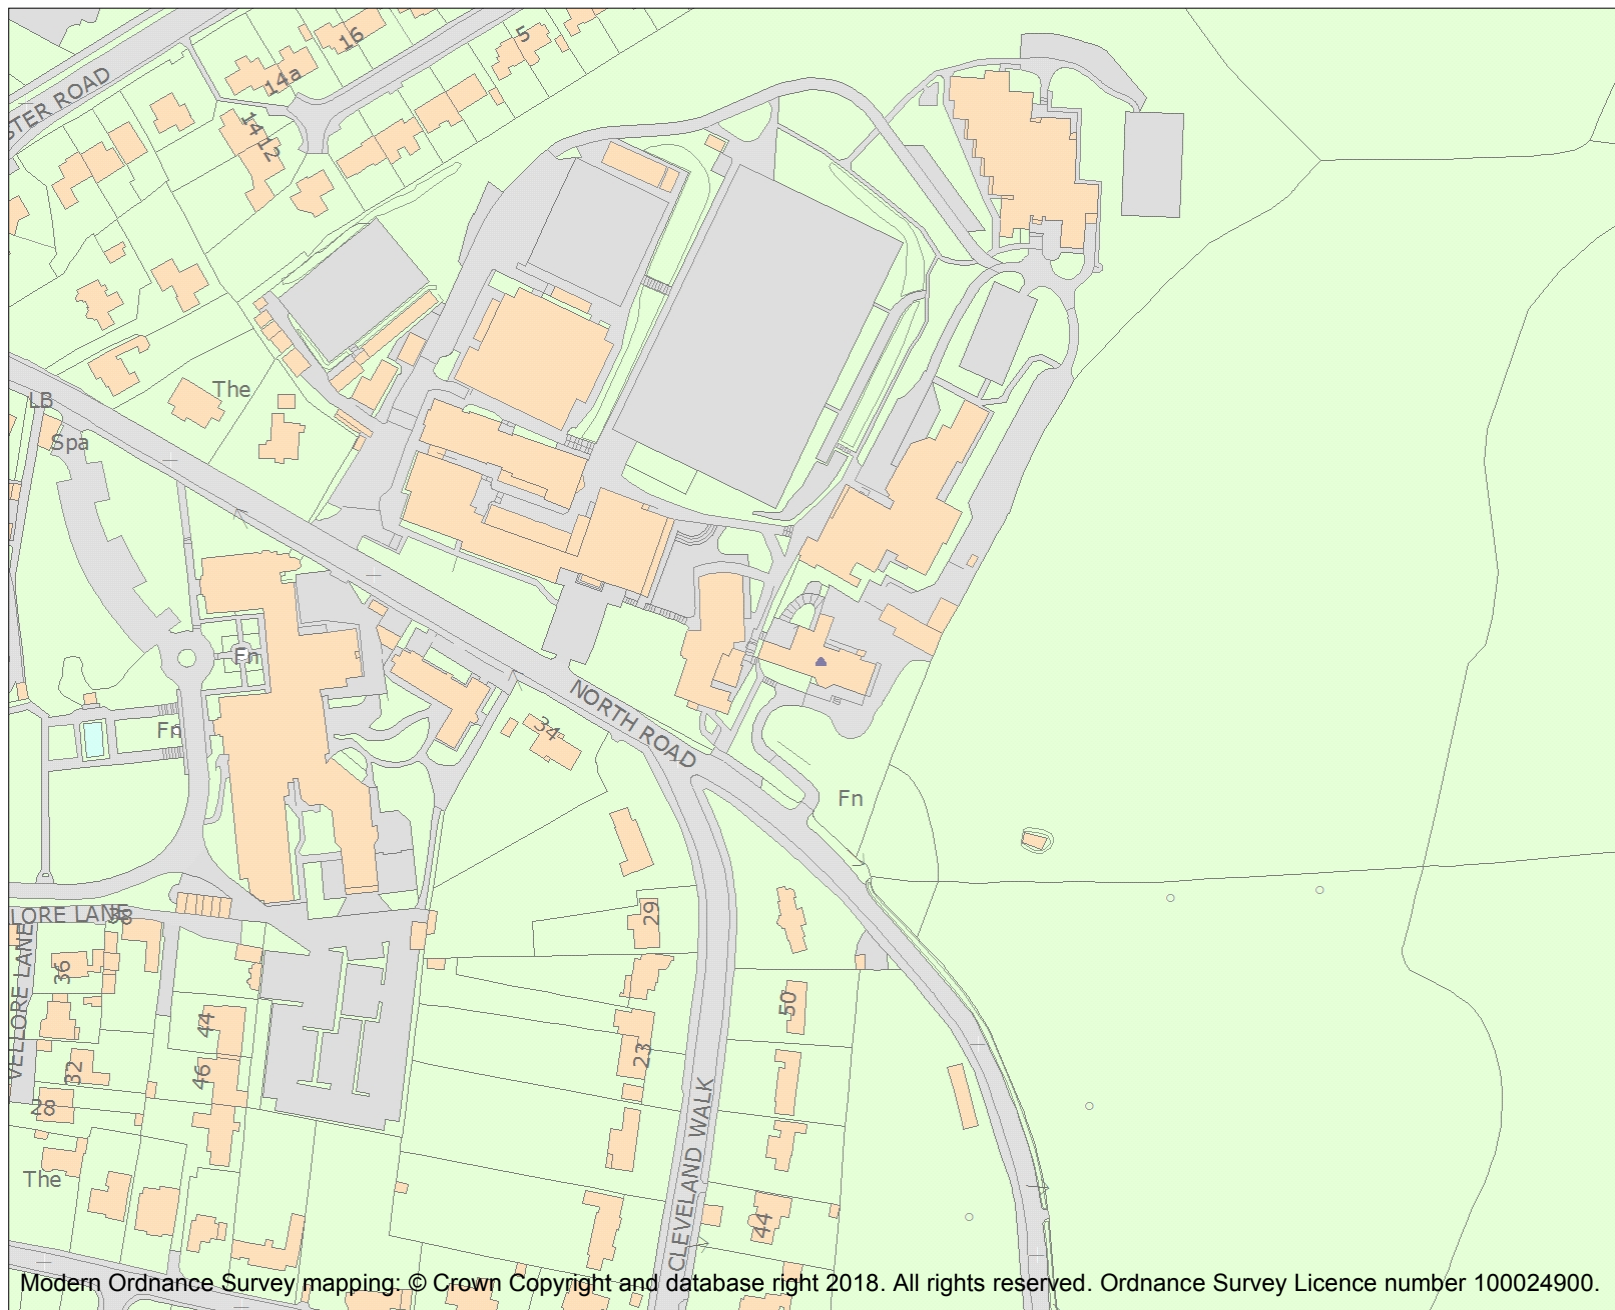 16
5
14a
STER ROAD
14
12
The
LB
Spa
Fn
Fn
NORTH ROAD
34
Fn
LORE LANE
38
29
36
VELLORE LANE
50
44
23
32
46
28
CLEVELAND WALK
The
44
Modern Ordnance Survey mapping: © Crown Copyright and database right 2018. All rights reserved. Ordnance Survey Licence number 100024900.